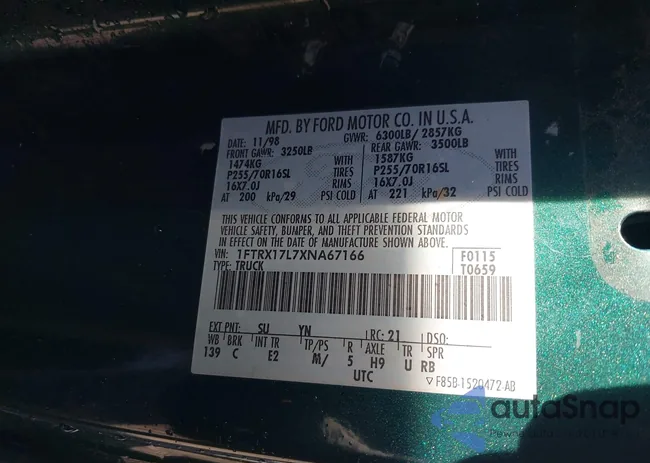 MFD. BY FORD MOTOR CO. IN U.S.A.
DATE: 11/98 GVWR: 6300LB/ 2857KG
FRONT GAWR: 3250LB REAR GAWR: 3500LB
1474KG WITH 1587KG WITH
P255/70R16SL TIRES P255/70R16SL TIRES
16X7.0J RIMS 16X7.0J RIMS
AT 200 kPa/29 PSI COLD AT 221 kPa/32 PSI COLD
THIS VEHICLE CONFORMS TO ALL APPLICABLE FEDERAL MOTOR
VEHICLE SAFETY, BUMPER, AND THEFT PREVENTION STANDARDS
IN EFFECT ON THE DATE OF MANUFACTURE SHOWN ABOVE.
VIN: 1FTRX17L7XNA67166 F0115
TYPE: TRUCK T0659
EXT PNT: SU YN RC: 21 DSO:
WB BRK INT TR TP/PS R AXLE TR SPR
139 C E2 M/ 5 H9 U RB
UTC F85B-1520472 AB
autaSnap